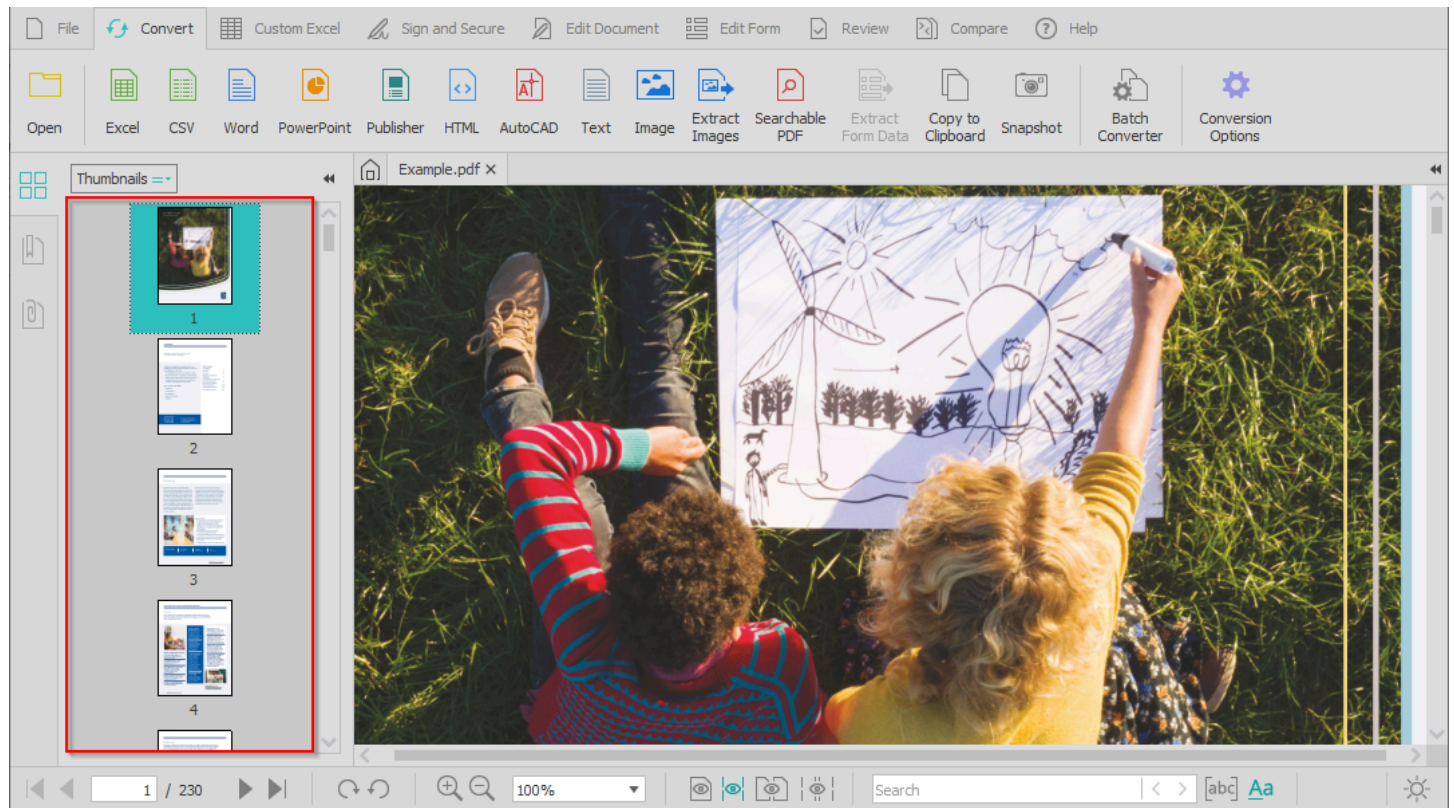 File Convert Custom Excel Sign and Secure Edit Document Edit Form Review Compare Help
Open Excel CSV Word PowerPoint Publisher HTML AutoCAD Text Image Extract Images Searchable PDF Extract Form Data Copy to Clipboard Snapshot Batch Converter Conversion Options
Thumbnails
Example.pdf
1
2
3
4
1 / 230 100% Search [abc] Aa